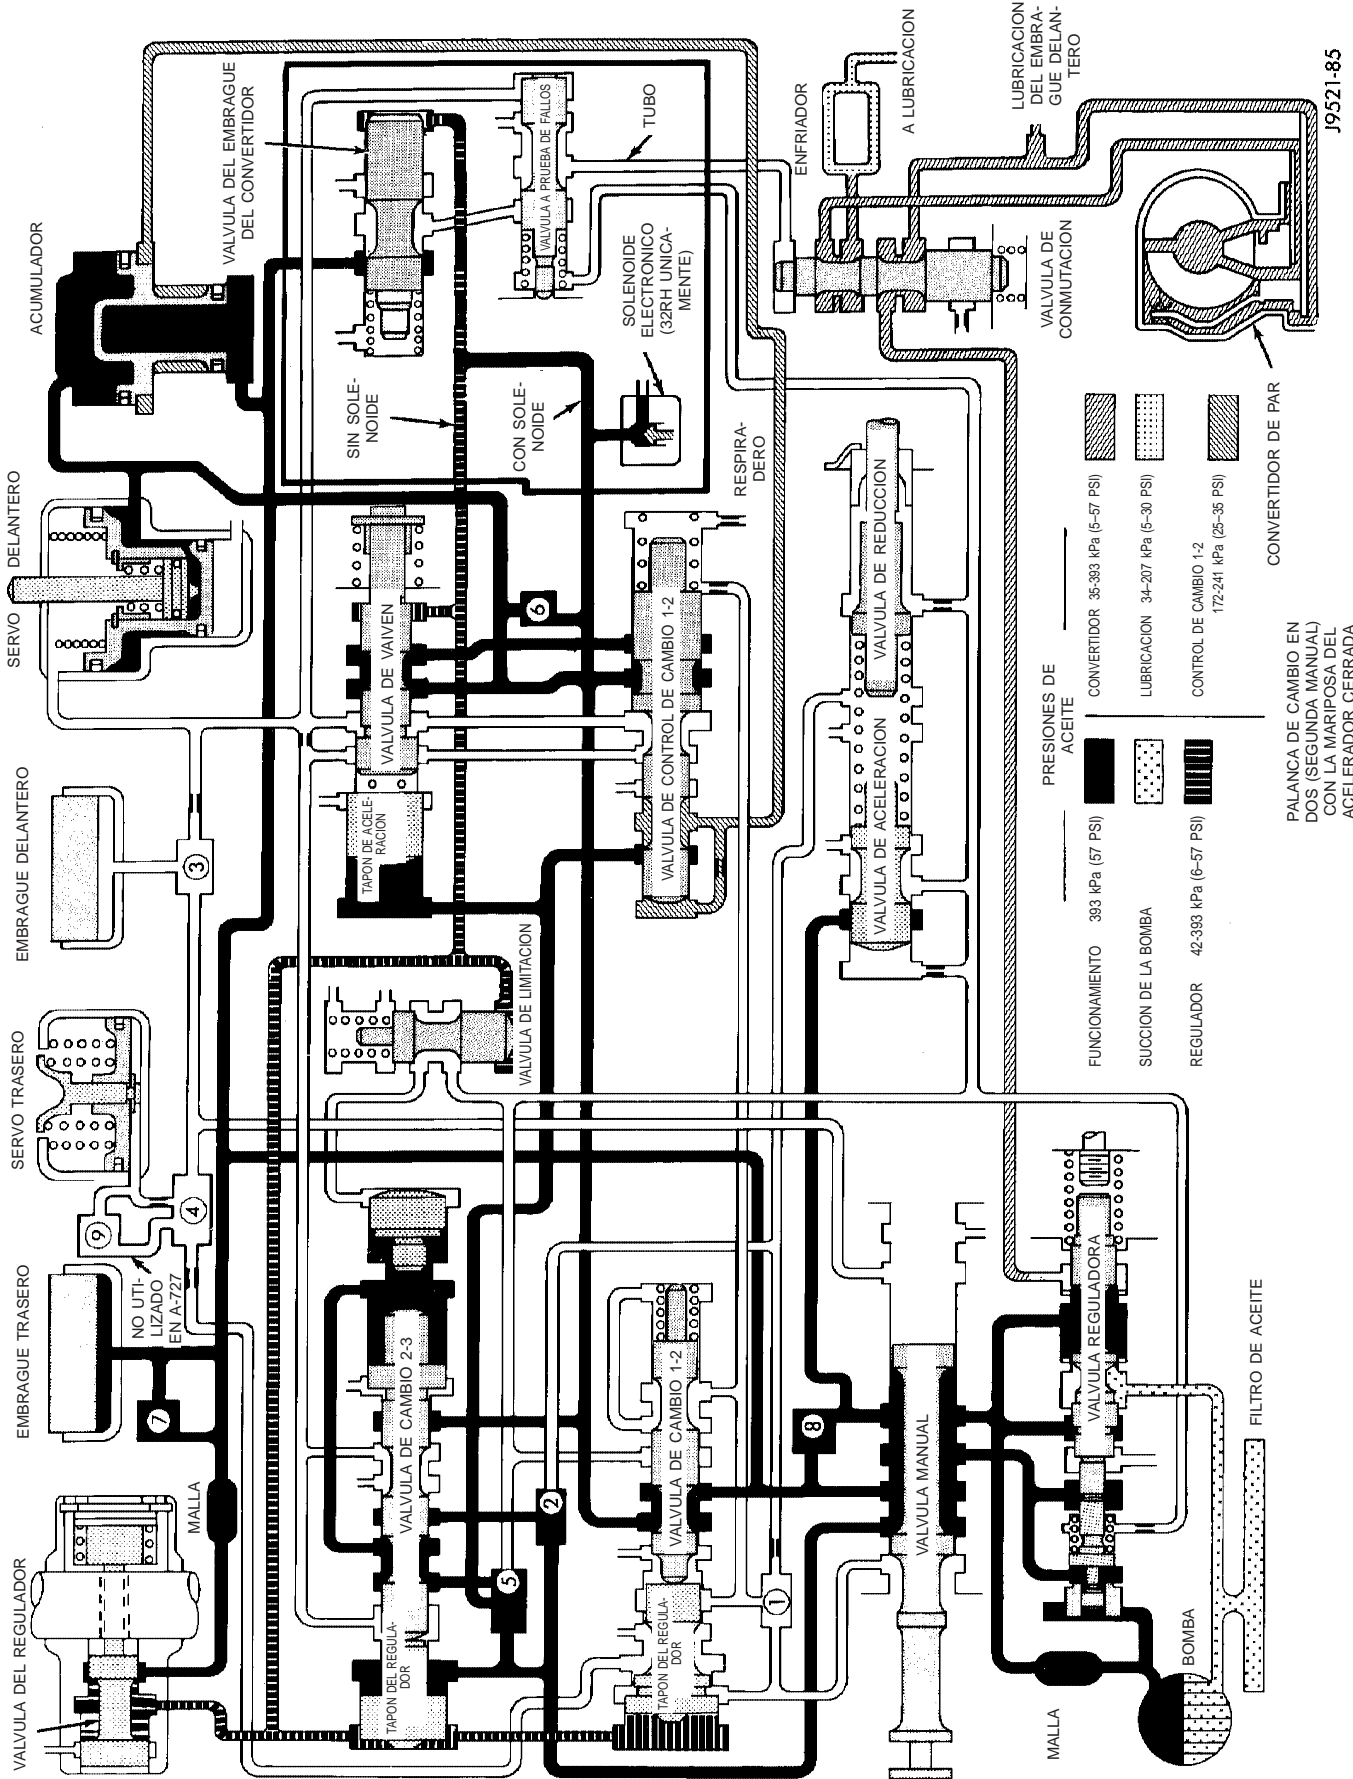 VALVULA DEL REGULADOR
EMBRAGUE TRASERO
SERVO TRASERO
EMBRAGUE DELANTERO
SERVO DELANTERO
ACUMULADOR
VALVULA DEL EMBRAGUE
DEL CONVERTIDOR
MALLA
7
NO UTI-
LIZADO
EN A-727
9
4
3
SIN SOLE-
NOIDE
CON SOLE-
NOIDE
VALVULA A PRUEBA DE FALLOS
TUBO
SOLENOIDE
ELECTRONICO
(32RH UNICA-
MENTE)
TAPON DEL REGULA-
DOR
VALVULA DE CAMBIO 2-3
VALVULA DE LIMITACION
TAPON DE ACELE-
RACION
VALVULA DE VAIVEN
5
2
6
RESPIRA-
DERO
TAPON DEL REGULA-
DOR
VALVULA DE CAMBIO 1-2
VALVULA DE CONTROL DE CAMBIO 1-2
1
8
ENFRIADOR
A LUBRICACION
VALVULA MANUAL
VALVULA DE ACELERACION
VALVULA DE REDUCCION
VALVULA DE
CONMUTACION
LUBRICACION
DEL EMBRA-
GUE DELAN-
TERO
MALLA
BOMBA
VALVULA REGULADORA
FILTRO DE ACEITE
PRESIONES DE
ACEITE
FUNCIONAMIENTO 393 kPa (57 PSI)
SUCCION DE LA BOMBA
REGULADOR 42-393 kPa (6–57 PSI)
CONVERTIDOR 35-393 kPa (5–57 PSI)
LUBRICACION 34–207 kPa (5–30 PSI)
CONTROL DE CAMBIO 1-2
172-241 kPa (25–35 PSI)
CONVERTIDOR DE PAR
PALANCA DE CAMBIO EN
DOS (SEGUNDA MANUAL)
CON LA MARIPOSA DEL
ACELERADOR CERRADA
J9521-85